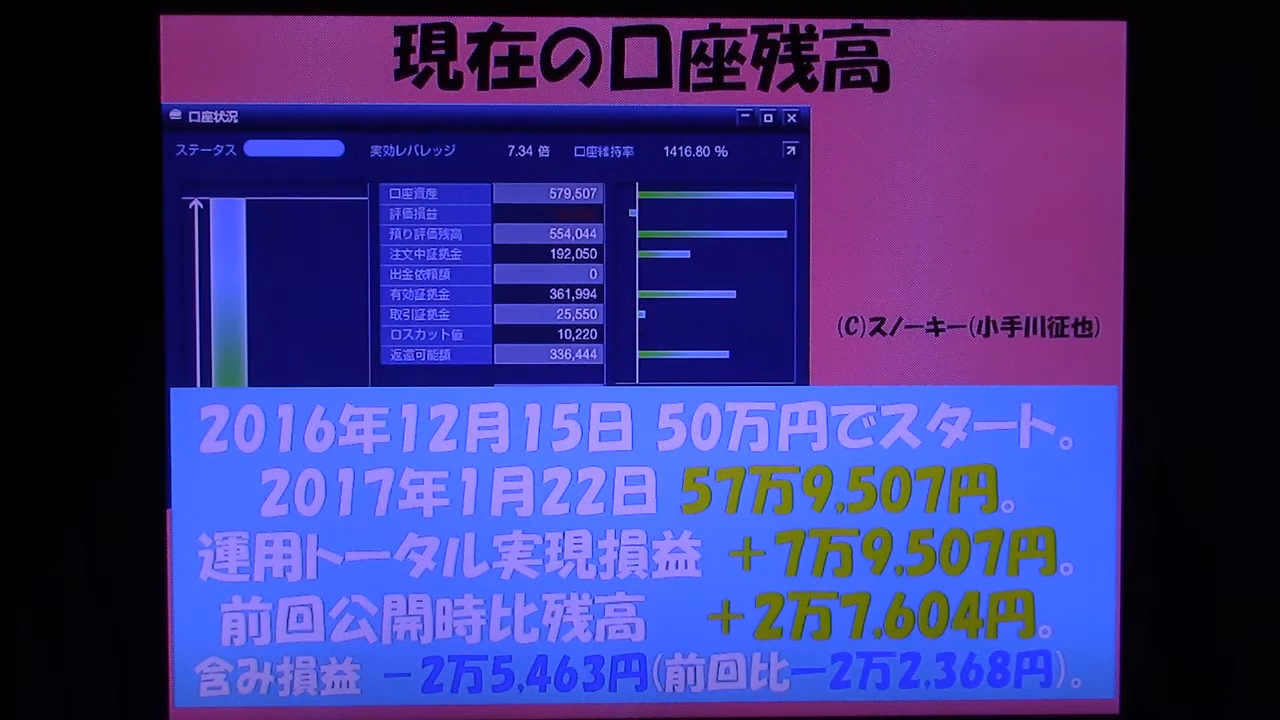 現在の口座残高
口座状況
ステータス 実効レバレッジ 7.34 倍 口座維持率 1416.80 %
口座資産 579,507
評価損益
預り評価残高 554,044
注文中証拠金 192,050
出金依頼額 0
有効証拠金 361,994
取引証拠金 25,550
ロスカット値 10,220
返還可能額 336,444
(C)スノーキー(小手川征也)
2016年12月15日 50万円でスタート。
2017年1月22日 57万9,507円。
運用トータル実現損益 +7万9,507円。
前回公開時比残高 +2万7,604円。
含み損益 -2万5,463円(前回比-2万2,368円)。